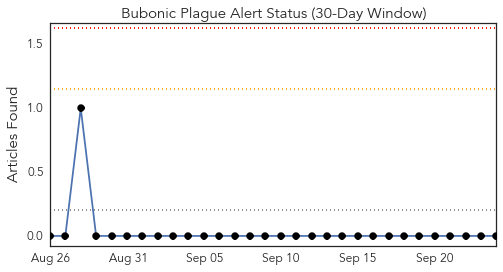 Bubonic Plague Alert Status (30-Day Window)
Articles Found
1.5
1.0
0.5
0.0
Aug 26 Aug 31 Sep 05 Sep 10 Sep 15 Sep 20